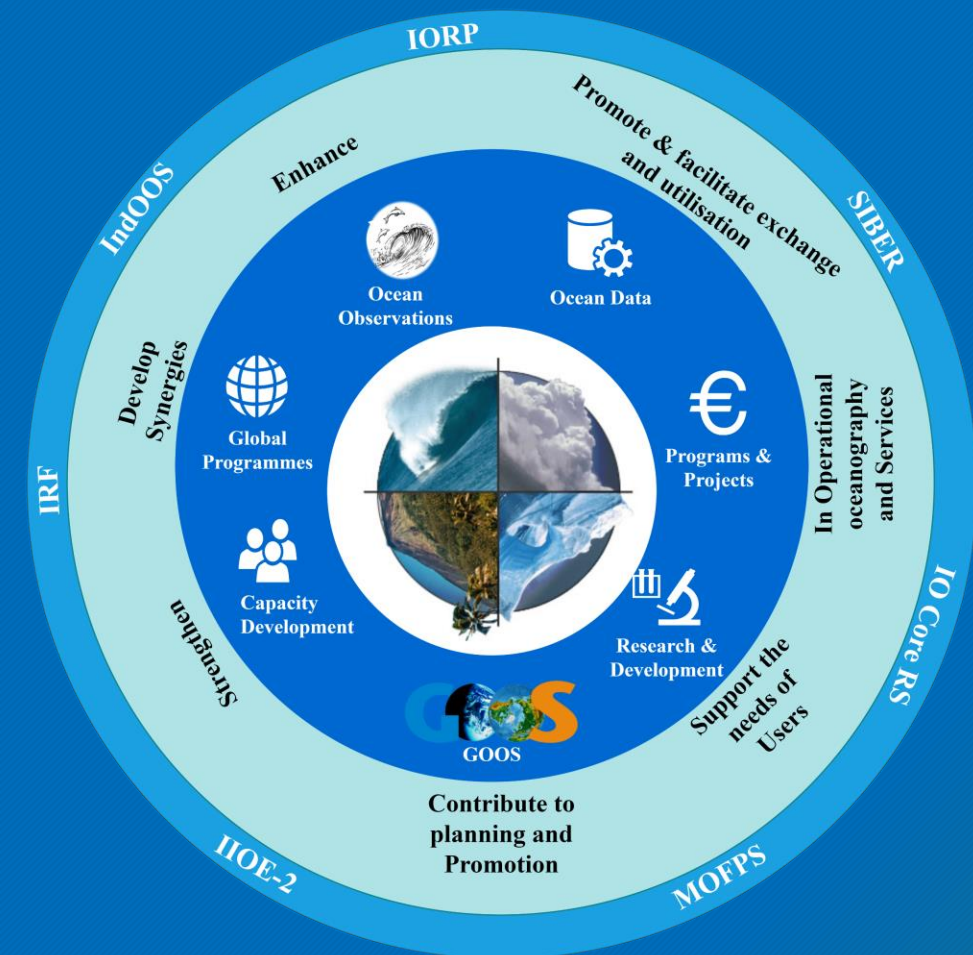 IORP
SIBER
IO Core RS
MOFPS
IIOE-2
IRF
IndOOS
Enhance
Promote & facilitate exchange
and utilisation
In Operational
oceanography
and Services
Support the
needs of
Users
Contribute to
planning and
Promotion
Strengthen
Develop
Synergies
Ocean
Observations
Ocean Data
Programs &
Projects
Research &
Development
GOOS
GOOS
Capacity
Development
Global
Programmes